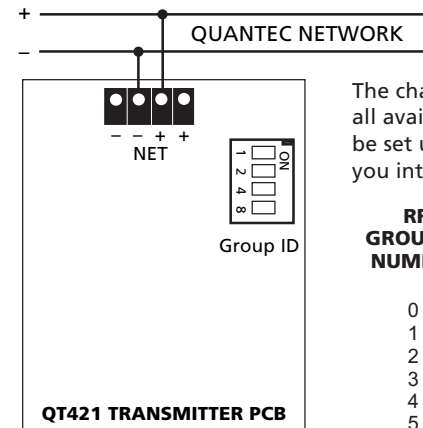 +
QUANTEC NETWORK
–
– – + +
NET
ON
1
2
4
8
Group ID
QT421 TRANSMITTER PCB
The cha
all avai
be set u
you int
RF
GROU
NUM
0
1
2
3
4
5